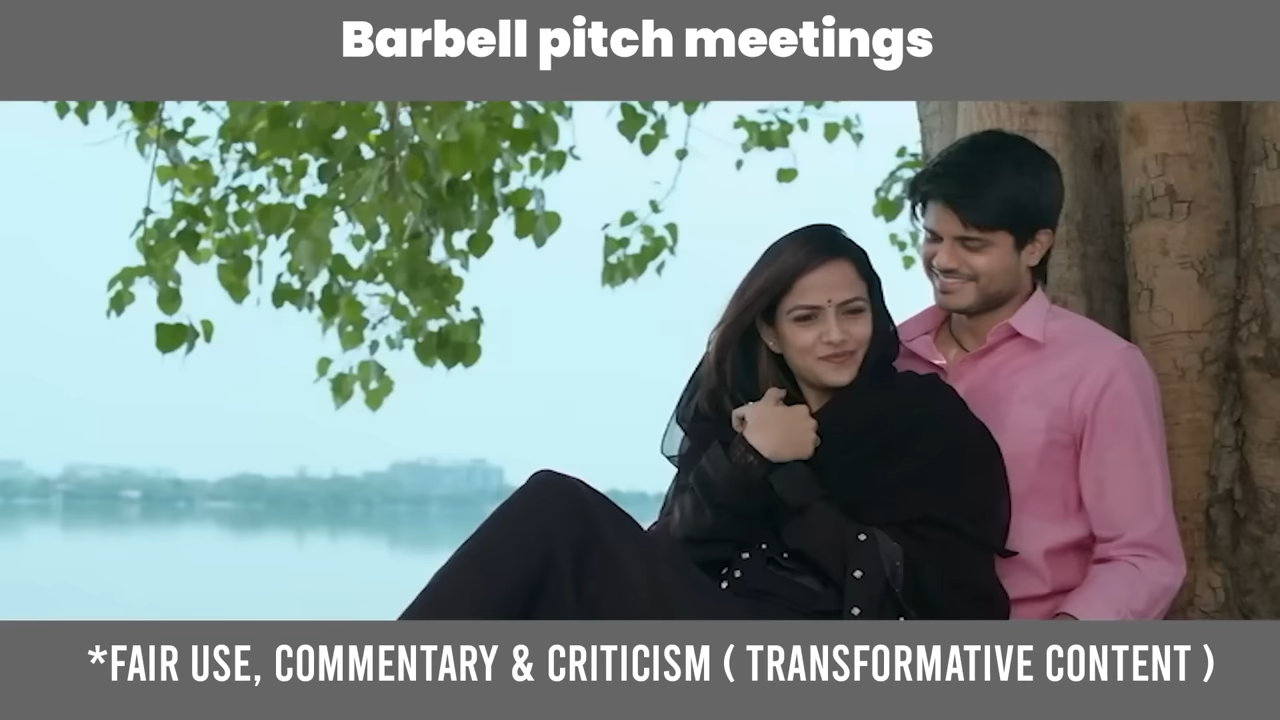 Barbell pitch meetings
*FAIR USE, COMMENTARY & CRITICISM ( TRANSFORMATIVE CONTENT )